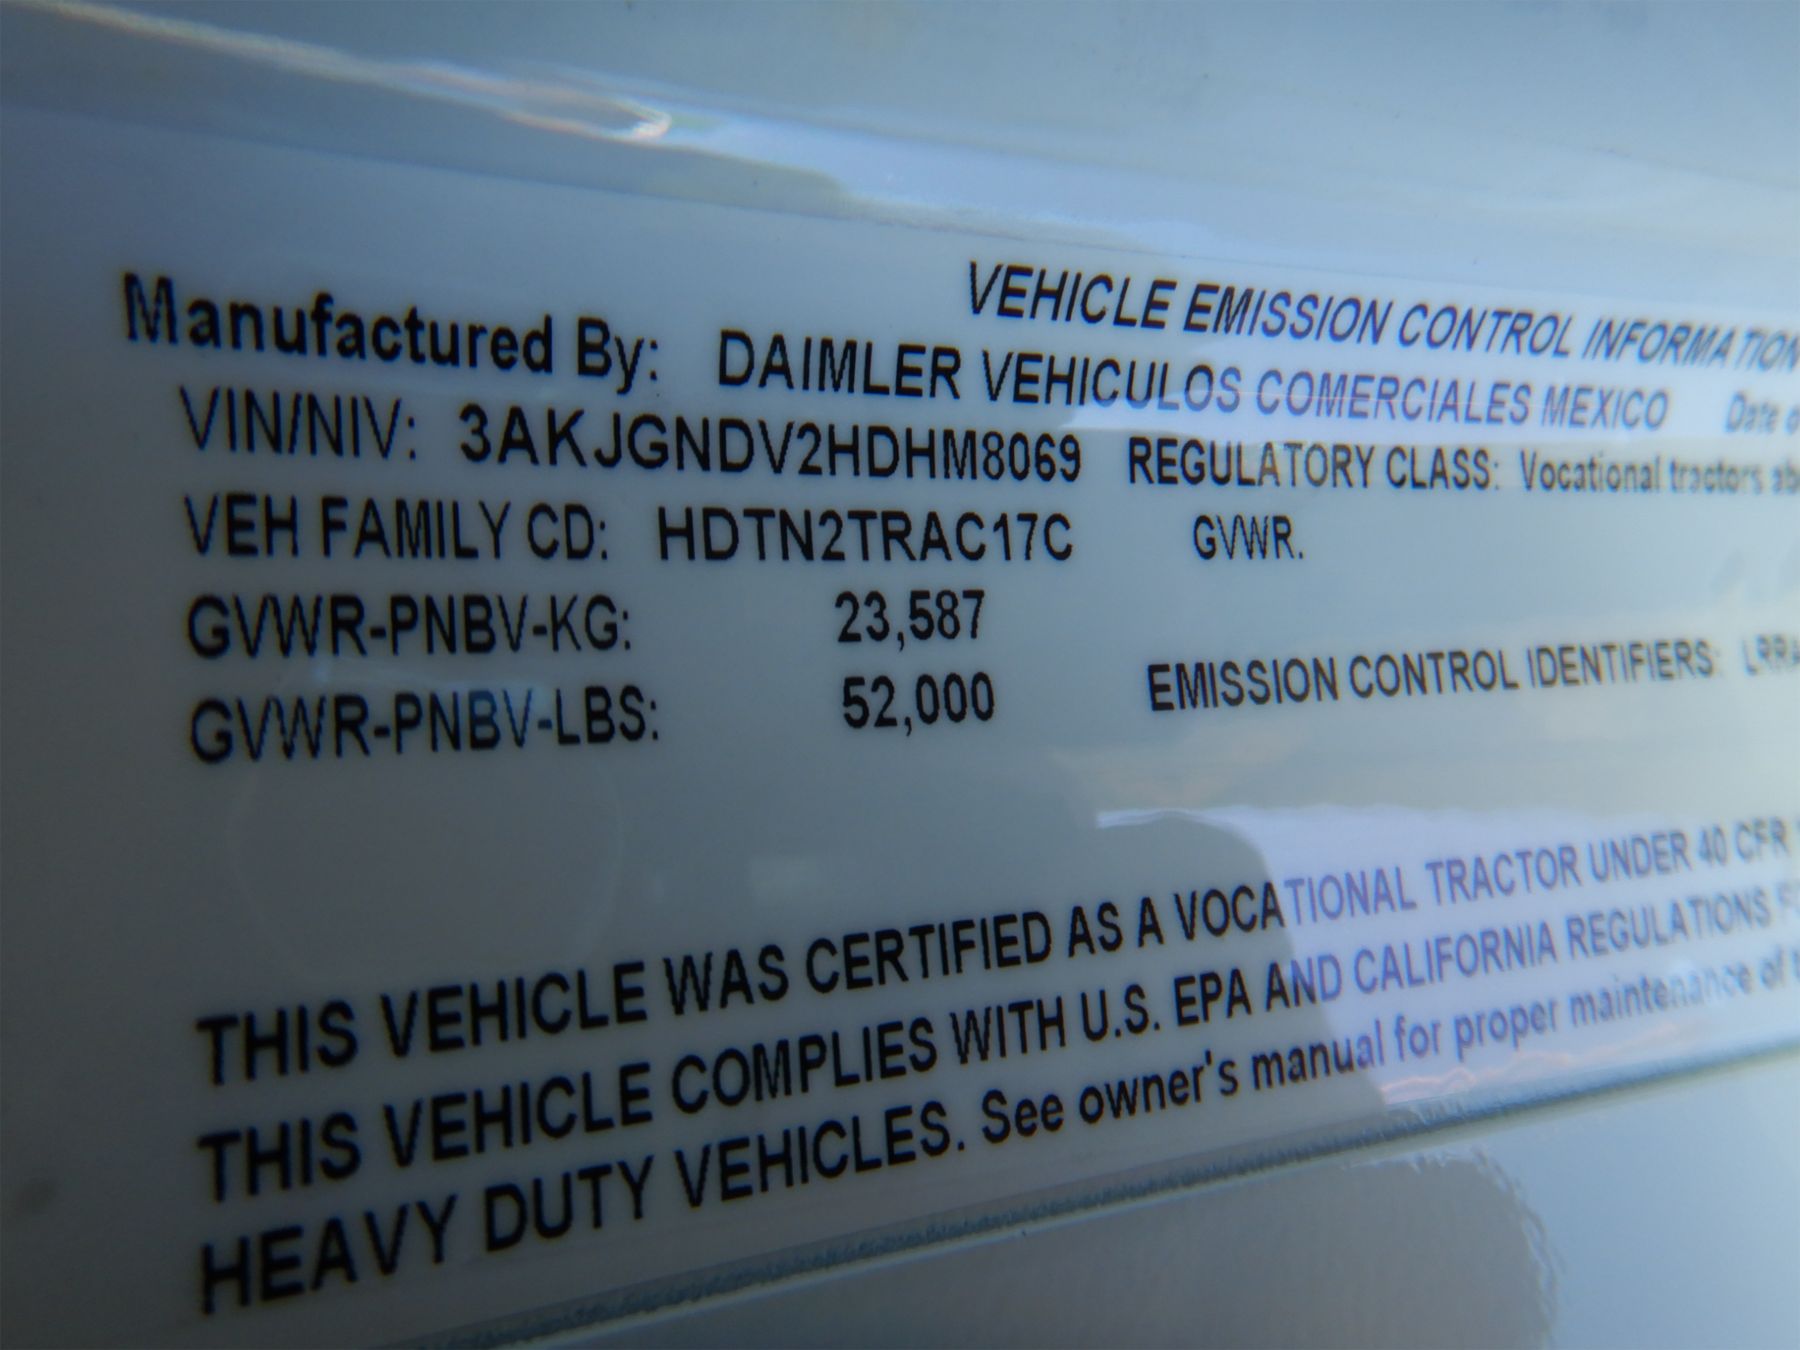 VEHICLE EMISSION CONTROL INFORMATION
Manufactured By: DAIMLER VEHICULOS COMERCIALES MEXICO Date
VIN/NIV: 3AKJGNDV2HDHM8069 REGULATORY CLASS: Vocational tractors
VEH FAMILY CD: HDTN2TRAC17C GVWR.
GVWR-PNBV-KG: 23,587
GVWR-PNBV-LBS: 52,000 EMISSION CONTROL IDENTIFIERS:
THIS VEHICLE WAS CERTIFIED AS A VOCATIONAL TRACTOR UNDER 40 CFR
THIS VEHICLE COMPLIES WITH U.S. EPA AND CALIFORNIA REGULATIONS
HEAVY DUTY VEHICLES. See owner's manual for proper maintenance of